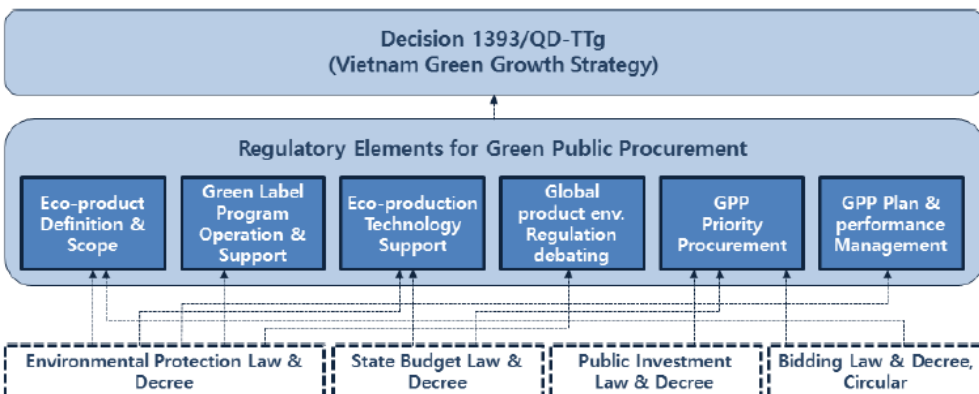 Decision 1393/QD-TTg
(Vietnam Green Growth Strategy)
Regulatory Elements for Green Public Procurement
Eco-product
Definition &
Scope
Green Label
Program
Operation &
Support
Eco-production
Technology
Support
Global
product env.
Regulation
debating
GPP
Priority
Procurement
GPP Plan &
performance
Management
Environmental Protection Law &
Decree
State Budget Law &
Decree
Public Investment
Law & Decree
Bidding Law & Decree,
Circular